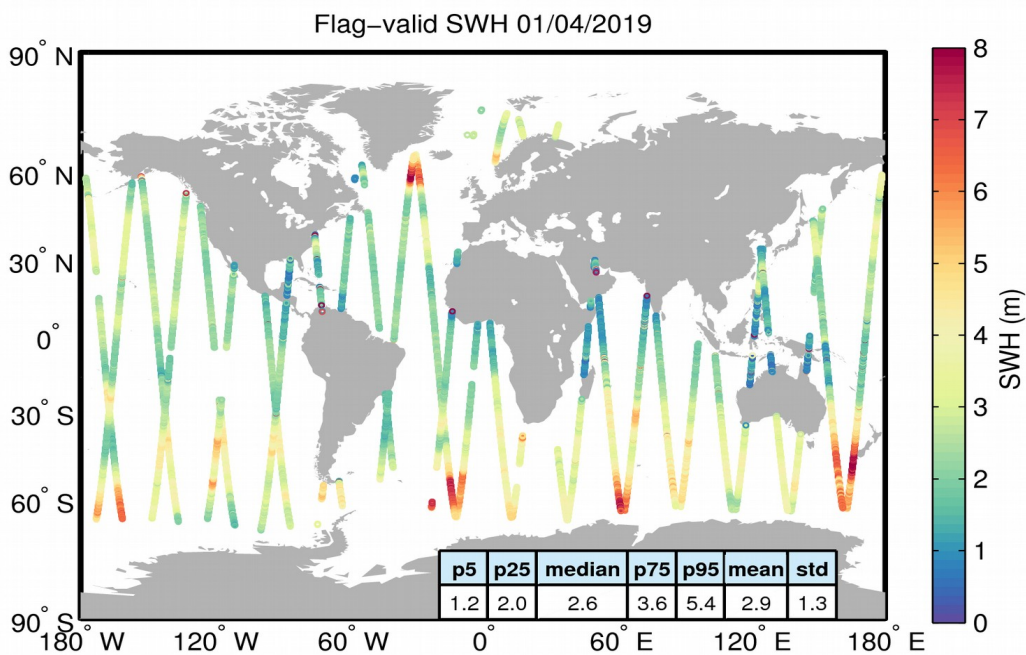 Flag−valid SWH 01/04/2019
90° N
60° N
30° N
0°
30° S
60° S
90° S
180° W
120° W
60° W
0°
60° E
120° E
180° E
8
7
6
5
4
3
2
1
0
SWH (m)
p5 p25 median p75 p95 mean std
1.2 2.0 2.6 3.6 5.4 2.9 1.3